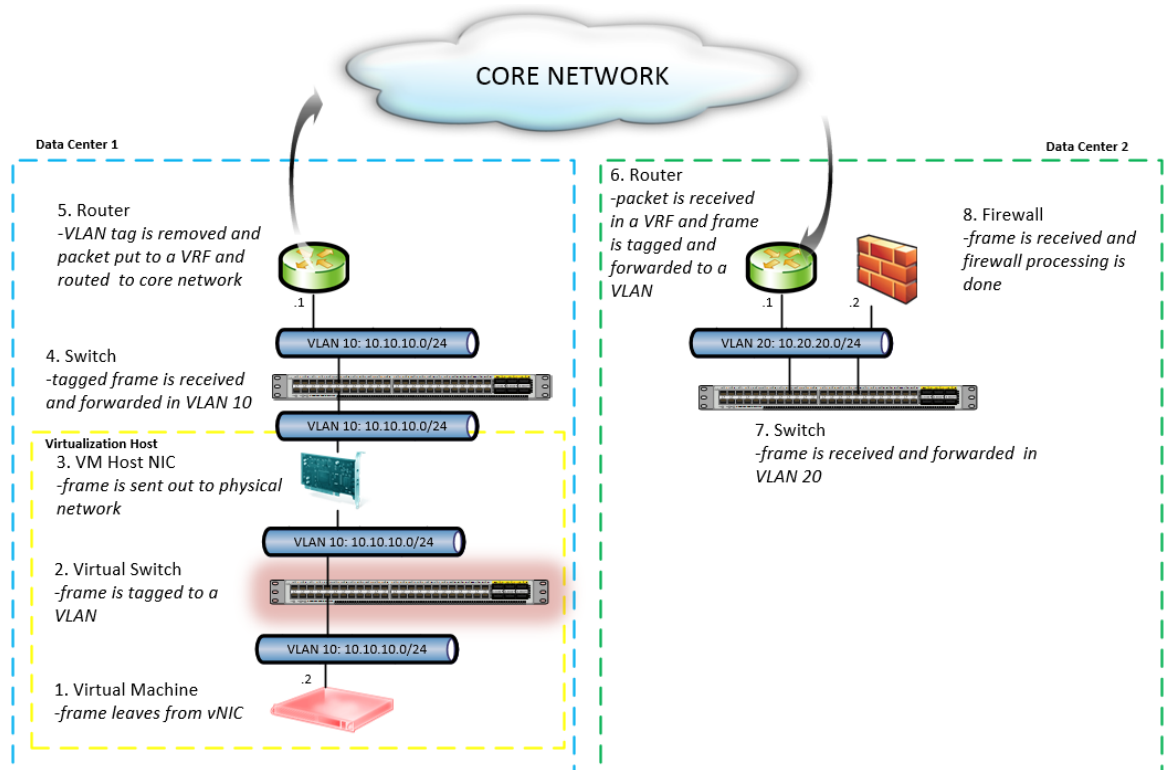 CORE NETWORK
Data Center 1
5. Router
-VLAN tag is removed and
packet put to a VRF and
routed  to core network
.1
VLAN 10: 10.10.10.0/24
4. Switch
-tagged frame is received
and forwarded in VLAN 10
VLAN 10: 10.10.10.0/24
Virtualization Host
3. VM Host NIC
-frame is sent out to physical
network
VLAN 10: 10.10.10.0/24
2. Virtual Switch
-frame is tagged to a
VLAN
VLAN 10: 10.10.10.0/24
.2
1. Virtual Machine
-frame leaves from vNIC
Data Center 2
6. Router
-packet is received
in a VRF and frame
is tagged and
forwarded to a
VLAN
.1
.2
8. Firewall
-frame is received and
firewall processing is
done
VLAN 20: 10.20.20.0/24
7. Switch
-frame is received and forwarded  in
VLAN 20